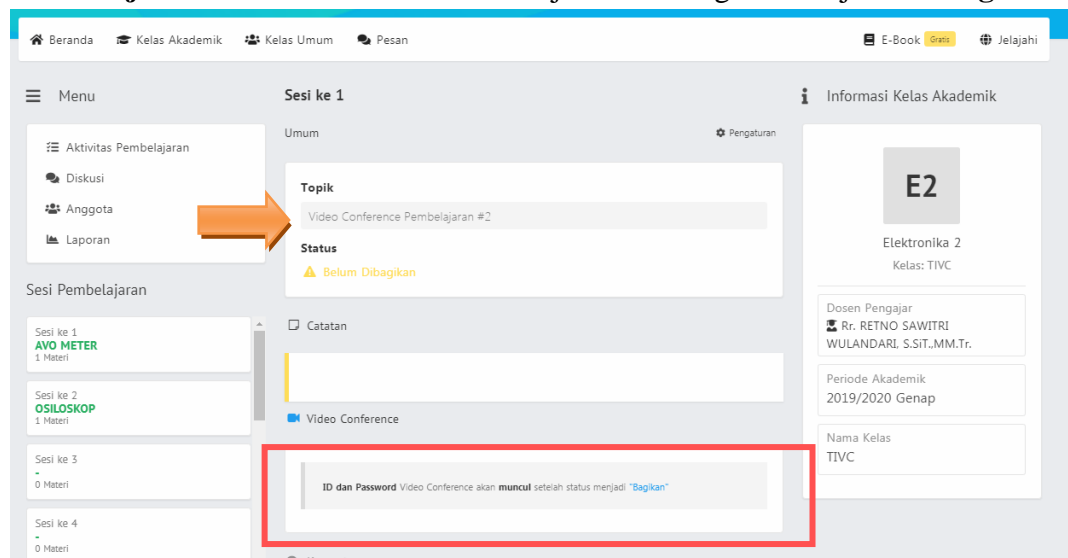 Beranda
Kelas Akademik
Kelas Umum
Pesan
E-Book Gratis
Jelajahi
Menu
Aktivitas Pembelajaran
Diskusi
Anggota
Laporan
Sesi Pembelajaran
Sesi ke 1
AVO METER
1 Materi
Sesi ke 2
OSILOSKOP
1 Materi
Sesi ke 3
-
0 Materi
Sesi ke 4
-
0 Materi
Sesi ke 1
Umum
Pengaturan
Topik
Video Conference Pembelajaran #2
Status
Belum Dibagikan
Catatan
Video Conference
ID dan Password Video Conference akan muncul setelah status menjadi "Bagikan"
Informasi Kelas Akademik
E2
Elektronika 2
Kelas: TIVC
Dosen Pengajar
Rr. RETNO SAWITRI
WULANDARI, S.SiT.,MM.Tr.
Periode Akademik
2019/2020 Genap
Nama Kelas
TIVC